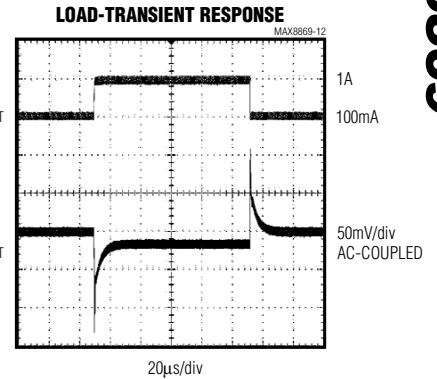 LOAD-TRANSIENT RESPONSE
MAX8869-12
1A
T
100mA
50mV/div
T
AC-COUPLED
20µs/div